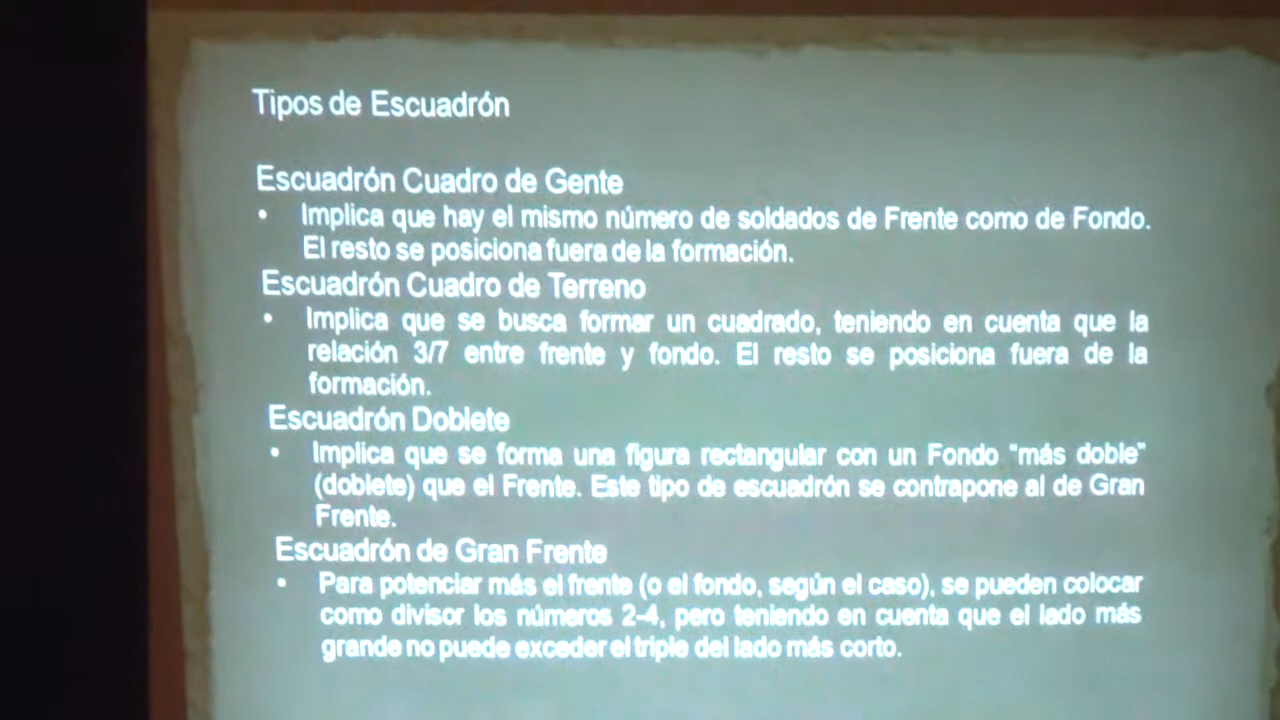 Tipos de Escuadrón
Escuadrón Cuadro de Gente
• Implica que hay el mismo número de soldados de Frente como de Fondo.
El resto se posiciona fuera de la formación.
Escuadrón Cuadro de Terreno
• Implica que se busca formar un cuadrado, teniendo en cuenta que la
relación 3/7 entre frente y fondo. El resto se posiciona fuera de la
formación.
Escuadrón Doblete
• Implica que se forma una figura rectangular con un Fondo "más doble"
(doblete) que el Frente. Este tipo de escuadrón se contrapone al de Gran
Frente.
Escuadrón de Gran Frente
• Para potenciar más el frente (o el fondo, según el caso), se pueden colocar
como divisor los números 2-4, pero teniendo en cuenta que el lado más
grande no puede exceder el triple del lado más corto.